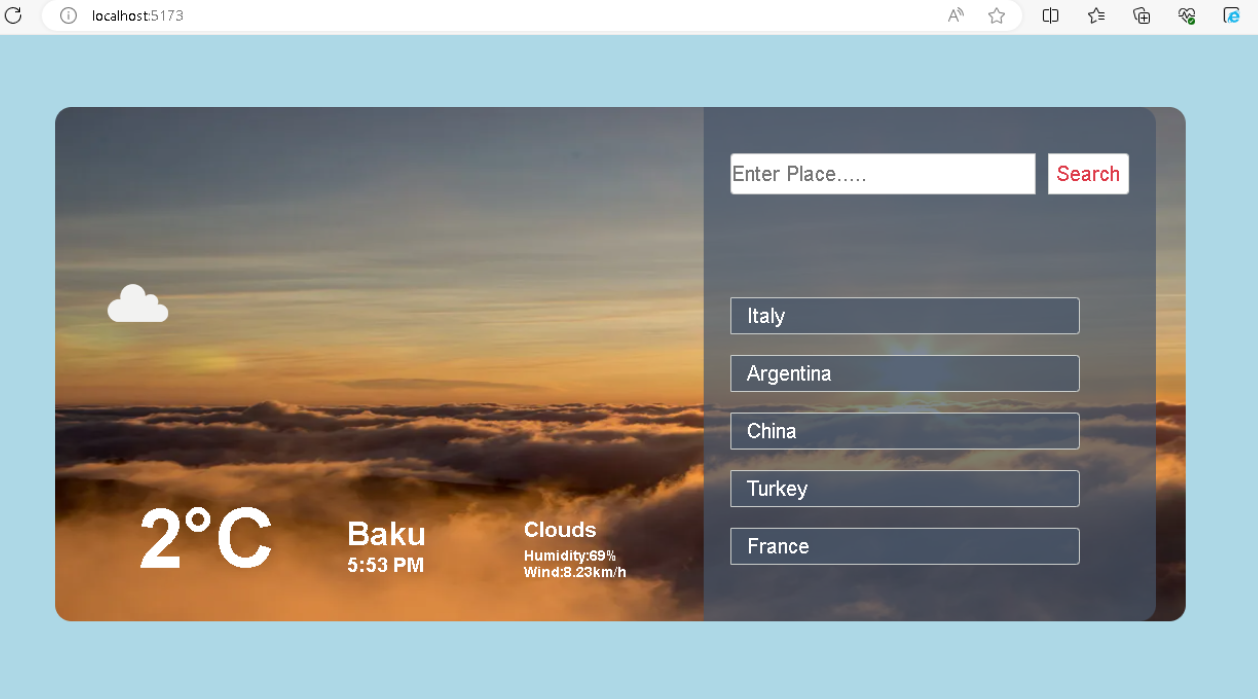 localhost:5173
Enter Place.....
Search
Italy
Argentina
China
Turkey
France
2°C
Baku
5:53 PM
Clouds
Humidity:69%
Wind:8.23km/h